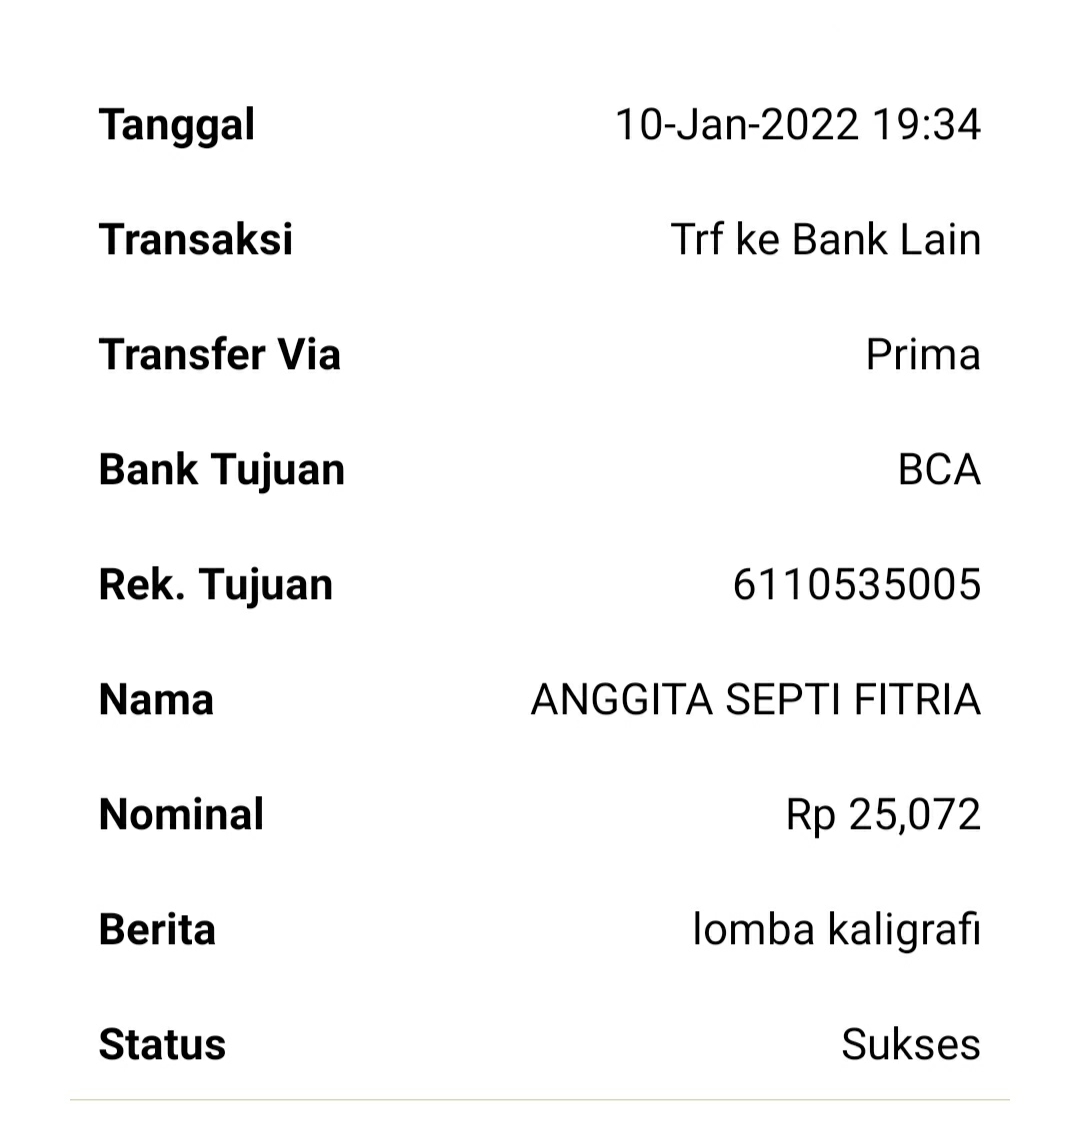 Tanggal 10-Jan-2022 19:34
Transaksi Trf ke Bank Lain
Transfer Via Prima
Bank Tujuan BCA
Rek. Tujuan 6110535005
Nama ANGGITA SEPTI FITRIA
Nominal Rp 25,072
Berita lomba kaligrafi
Status Sukses